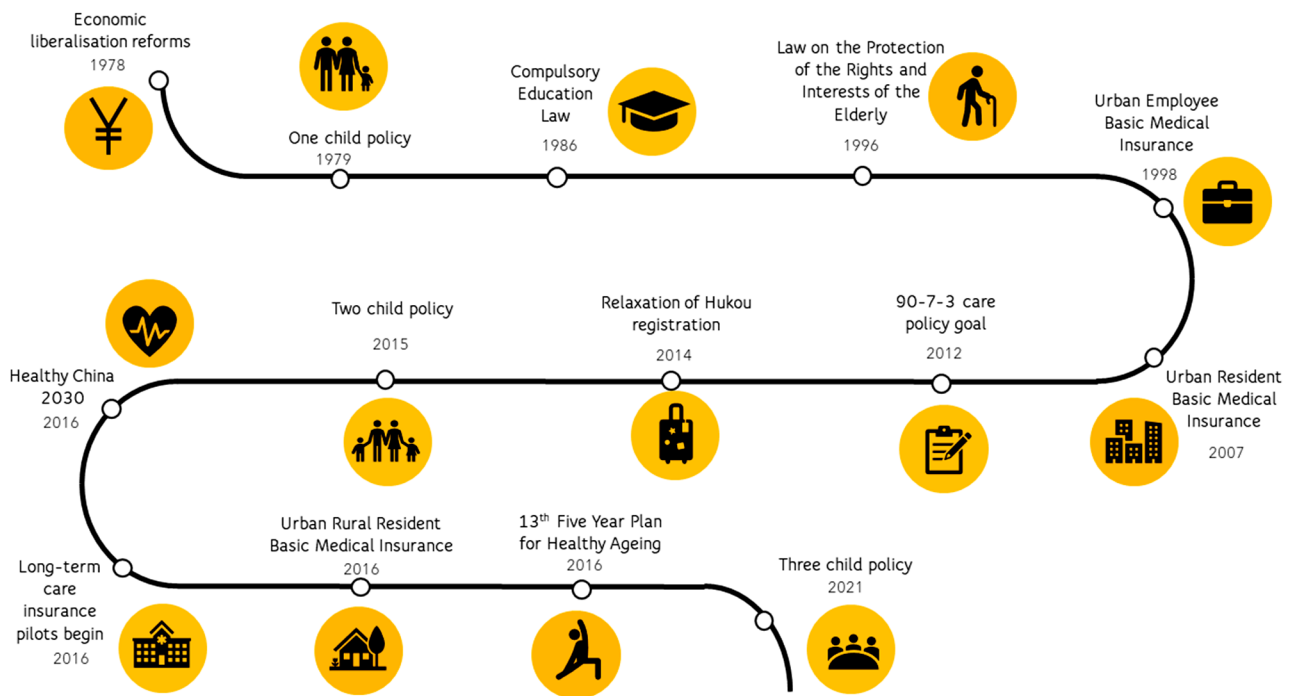 Economic
liberalisation reforms
1978
One child policy
1979
Compulsory
Education
Law
1986
Law on the Protection
of the Rights and
Interests of the
Elderly
1996
Urban Employee
Basic Medical
Insurance
1998
Urban Resident
Basic Medical
Insurance
2007
90-7-3 care
policy goal
2012
Relaxation of Hukou
registration
2014
Two child policy
2015
Healthy China
2030
2016
Long-term
care
insurance
pilots begin
2016
Urban Rural Resident
Basic Medical Insurance
2016
13th Five Year Plan
for Healthy Ageing
2016
Three child policy
2021